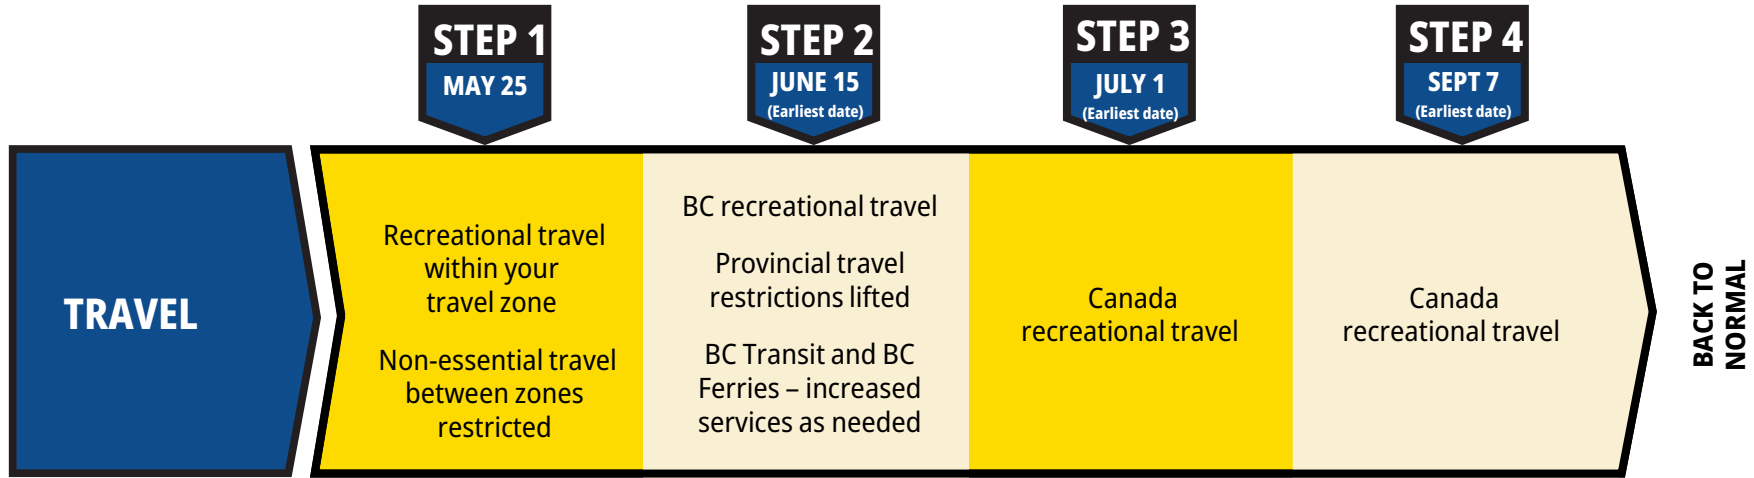 STEP 1
MAY 25
STEP 2
JUNE 15
(Earliest date)
STEP 3
JULY 1
(Earliest date)
STEP 4
SEPT 7
(Earliest date)
TRAVEL
Recreational travel
within your
travel zone
Non-essential travel
between zones
restricted
BC recreational travel
Provincial travel
restrictions lifted
BC Transit and BC
Ferries – increased
services as needed
Canada
recreational travel
Canada
recreational travel
BACK TO
NORMAL